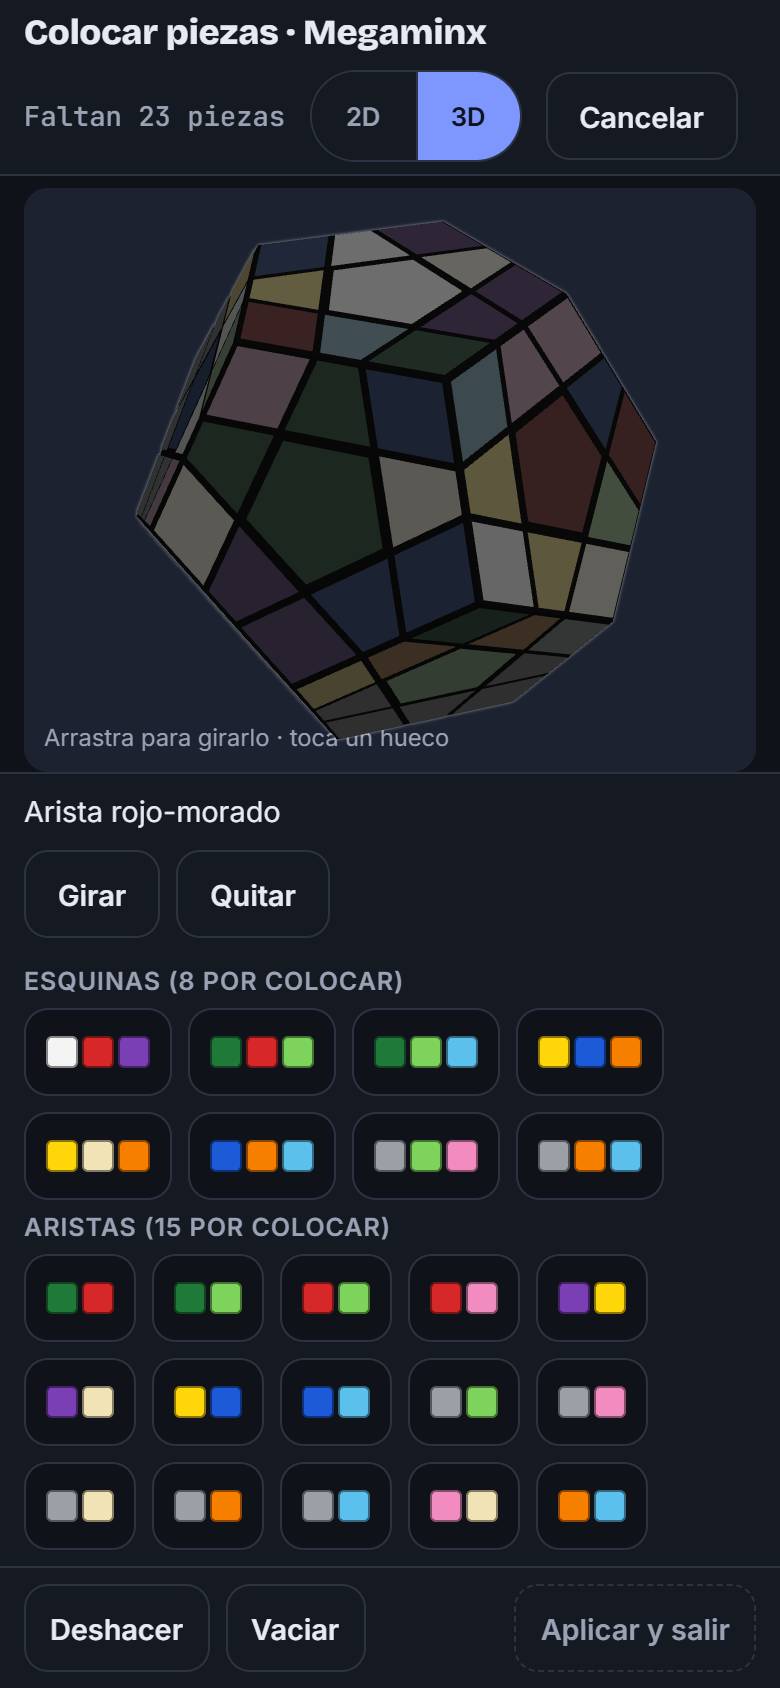 Colocar piezas · Megaminx
Faltan 23 piezas
2D
3D
Cancelar
Arrastra para girarlo · toca un hueco
Arista rojo-morado
Girar
Quitar
ESQUINAS (8 POR COLOCAR)
ARISTAS (15 POR COLOCAR)
Deshacer
Vaciar
Aplicar y salir